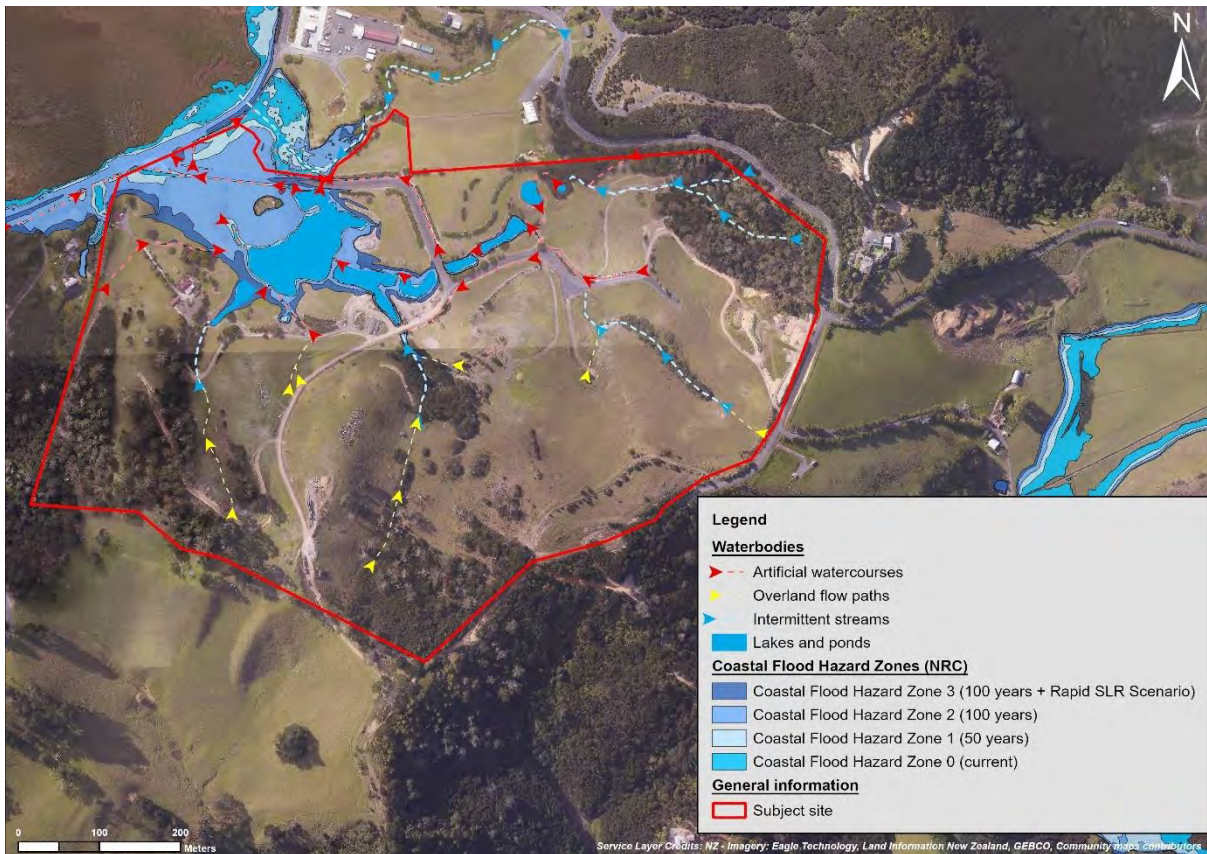 N
Legend
Waterbodies
Artificial watercourses
Overland flow paths
Intermittent streams
Lakes and ponds
Coastal Flood Hazard Zones (NRC)
Coastal Flood Hazard Zone 3 (100 years + Rapid SLR Scenario)
Coastal Flood Hazard Zone 2 (100 years)
Coastal Flood Hazard Zone 1 (50 years)
Coastal Flood Hazard Zone 0 (current)
General information
Subject site
0 100 200
Meters
Service Layer Credits: NZ - Imagery: Eagle Technology, Land Information New Zealand, GEBCO, Community maps contributors